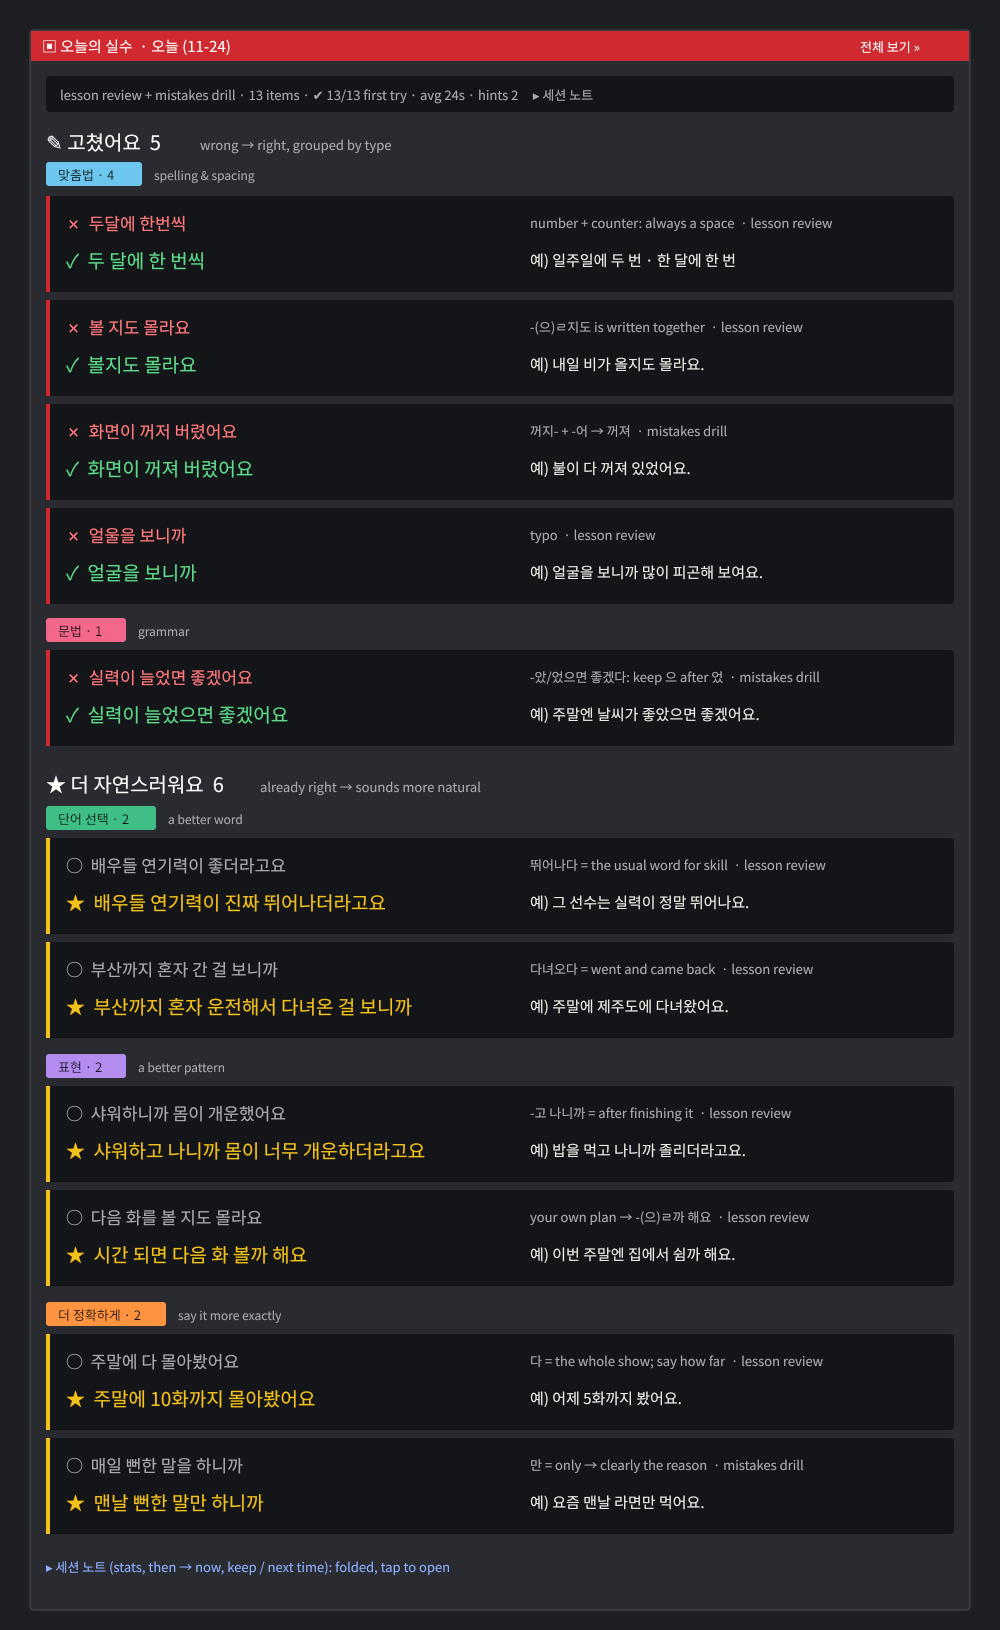 ▣ 오늘의 실수 · 오늘 (11-24)
전체 보기 »
lesson review + mistakes drill · 13 items · ✔ 13/13 first try · avg 24s · hints 2 ▸ 세션 노트
✎ 고쳤어요 5 wrong → right, grouped by type
맞춤법 · 4 spelling & spacing
× 두달에 한번씩
number + counter: always a space · lesson review
✓ 두 달에 한 번씩
예) 일주일에 두 번 · 한 달에 한 번
× 볼 지도 몰라요
-(으)ㄹ지도 is written together · lesson review
✓ 볼지도 몰라요
예) 내일 비가 올지도 몰라요.
× 화면이 꺼저 버렸어요
꺼지- + -어 → 꺼져 · mistakes drill
✓ 화면이 꺼져 버렸어요
예) 불이 다 꺼져 있었어요.
× 얼울을 보니까
typo · lesson review
✓ 얼굴을 보니까
예) 얼굴을 보니까 많이 피곤해 보여요.
문법 · 1 grammar
× 실력이 늘었면 좋겠어요
-았/었으면 좋겠다: keep 으 after 었 · mistakes drill
✓ 실력이 늘었으면 좋겠어요
예) 주말엔 날씨가 좋았으면 좋겠어요.
★ 더 자연스러워요 6 already right → sounds more natural
단어 선택 · 2 a better word
○ 배우들 연기력이 좋더라고요
뛰어나다 = the usual word for skill · lesson review
★ 배우들 연기력이 진짜 뛰어나더라고요
예) 그 선수는 실력이 정말 뛰어나요.
○ 부산까지 혼자 간 걸 보니까
다녀오다 = went and came back · lesson review
★ 부산까지 혼자 운전해서 다녀온 걸 보니까
예) 주말에 제주도에 다녀왔어요.
표현 · 2 a better pattern
○ 샤워하니까 몸이 개운했어요
-고 나니까 = after finishing it · lesson review
★ 샤워하고 나니까 몸이 너무 개운하더라고요
예) 밥을 먹고 나니까 졸리더라고요.
○ 다음 화를 볼 지도 몰라요
your own plan → -(으)ㄹ까 해요 · lesson review
★ 시간 되면 다음 화 볼까 해요
예) 이번 주말엔 집에서 쉴까 해요.
더 정확하게 · 2 say it more exactly
○ 주말에 다 몰아봤어요
다 = the whole show; say how far · lesson review
★ 주말에 10화까지 몰아봤어요
예) 어제 5화까지 봤어요.
○ 매일 뻔한 말을 하니까
만 = only → clearly the reason · mistakes drill
★ 맨날 뻔한 말만 하니까
예) 요즘 맨날 라면만 먹어요.
▸ 세션 노트 (stats, then → now, keep / next time): folded, tap to open